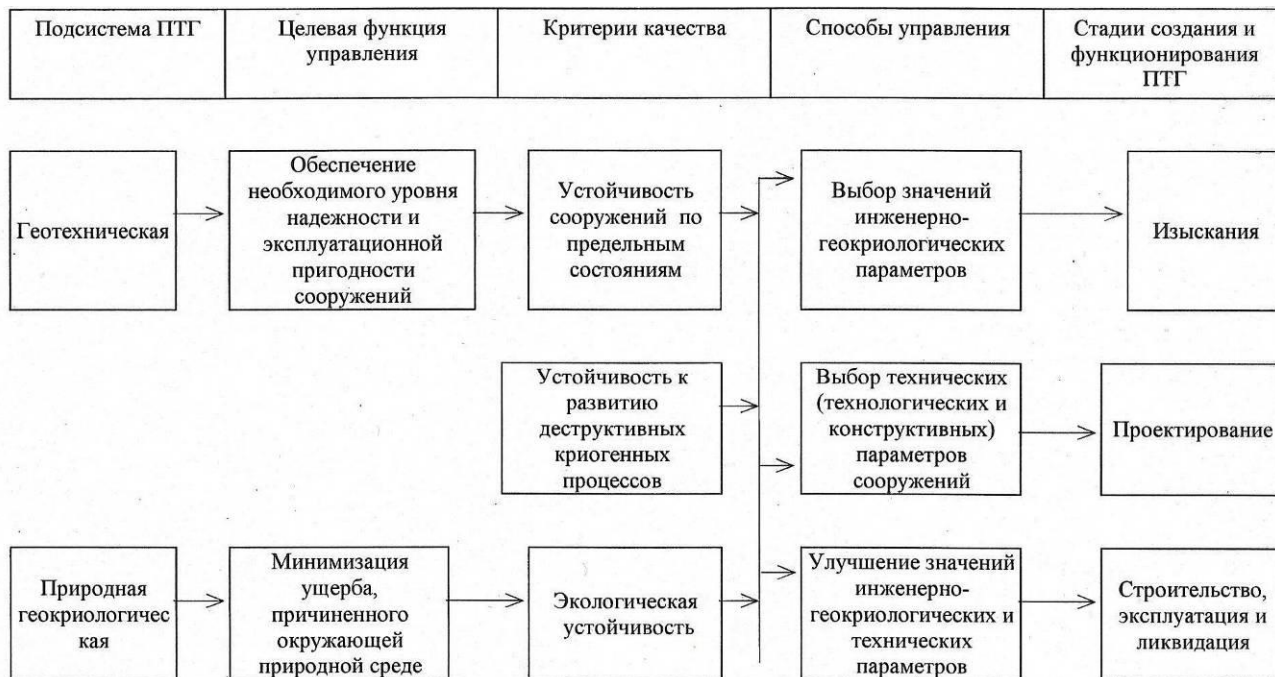 Подсистема ПТГ
Целевая функция
управления
Критерии качества
Способы управления
Стадии создания и
функционирования
ПТГ
Геотехническая
Обеспечение
необходимого уровня
надежности и
эксплуатационной
пригодности
сооружений
Устойчивость
сооружений по
предельным
состояниям
Выбор значений
инженерно-
геокриологических
параметров
Изыскания
Устойчивость к
развитию
деструктивных
криогенных
процессов
Выбор технических
(технологических и
конструктивных)
параметров
сооружений
Проектирование
Природная
геокриологичес
кая
Минимизация
ущерба,
причиненного
окружающей
природной среде
Экологическая
устойчивость
Улучшение значений
инженерно-
геокриологических и
технических
параметров
Строительство,
эксплуатация и
ликвидация